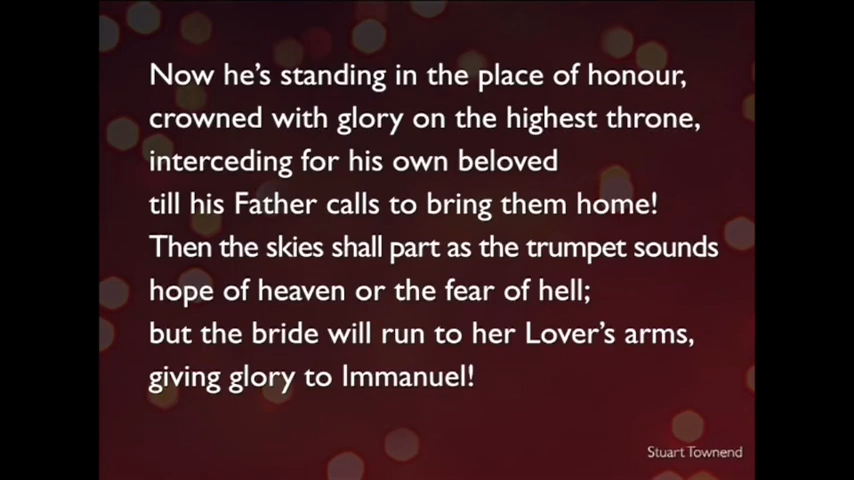 Now he's standing in the place of honour,
crowned with glory on the highest throne,
interceding for his own beloved
till his Father calls to bring them home!
Then the skies shall part as the trumpet sounds
hope of heaven or the fear of hell;
but the bride will run to her Lover's arms,
giving glory to Immanuel!
Stuart Townend